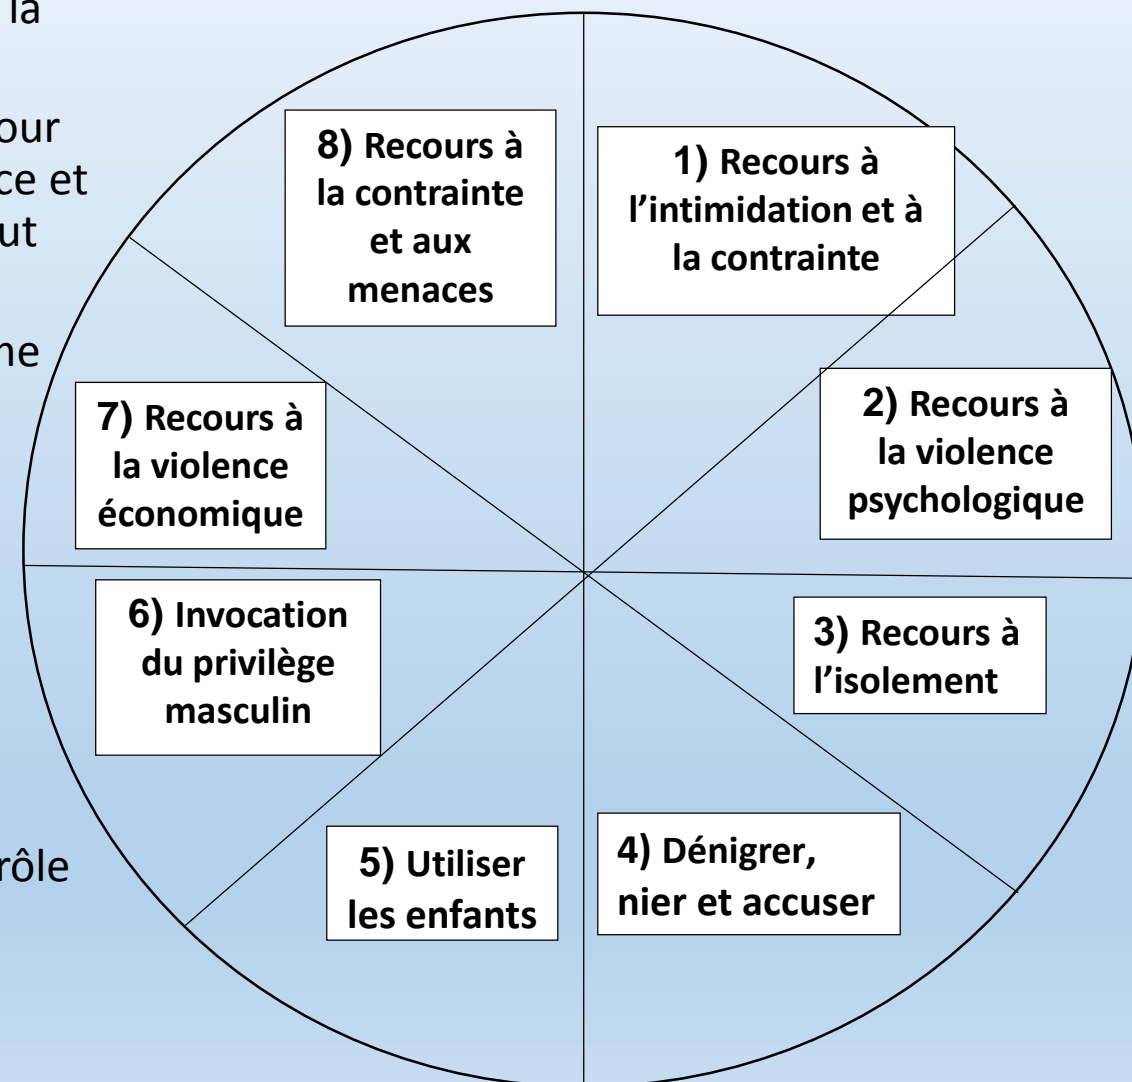 la
our
ce et
ut
ne
rôle
8) Recours à
la contrainte
et aux
menaces
1) Recours à
l’intimidation et à
la contrainte
7) Recours à
la violence
économique
2) Recours à
la violence
psychologique
6) Invocation
du privilège
masculin
3) Recours à
l’isolement
5) Utiliser
les enfants
4) Dénigrer,
nier et accuser